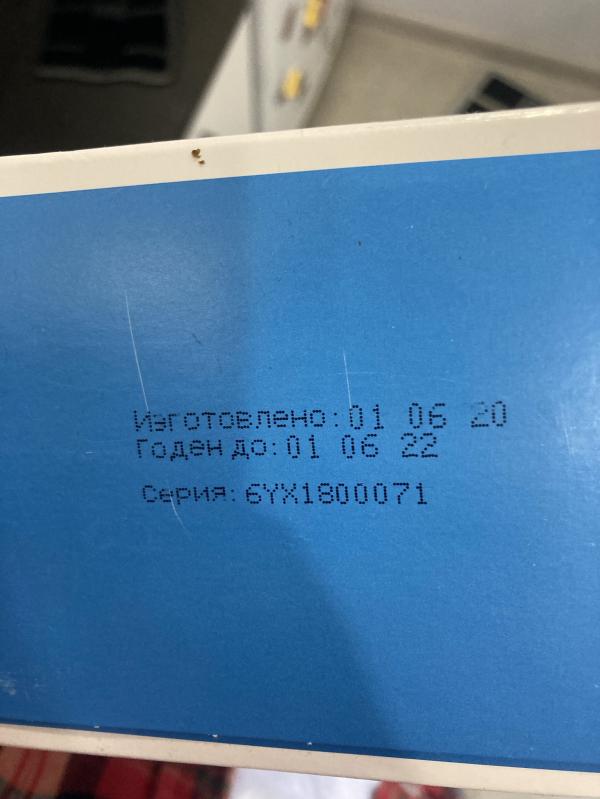 Изготовлено: 01 06 20
Годен до: 01 06 22
Серия: 6YX1800071